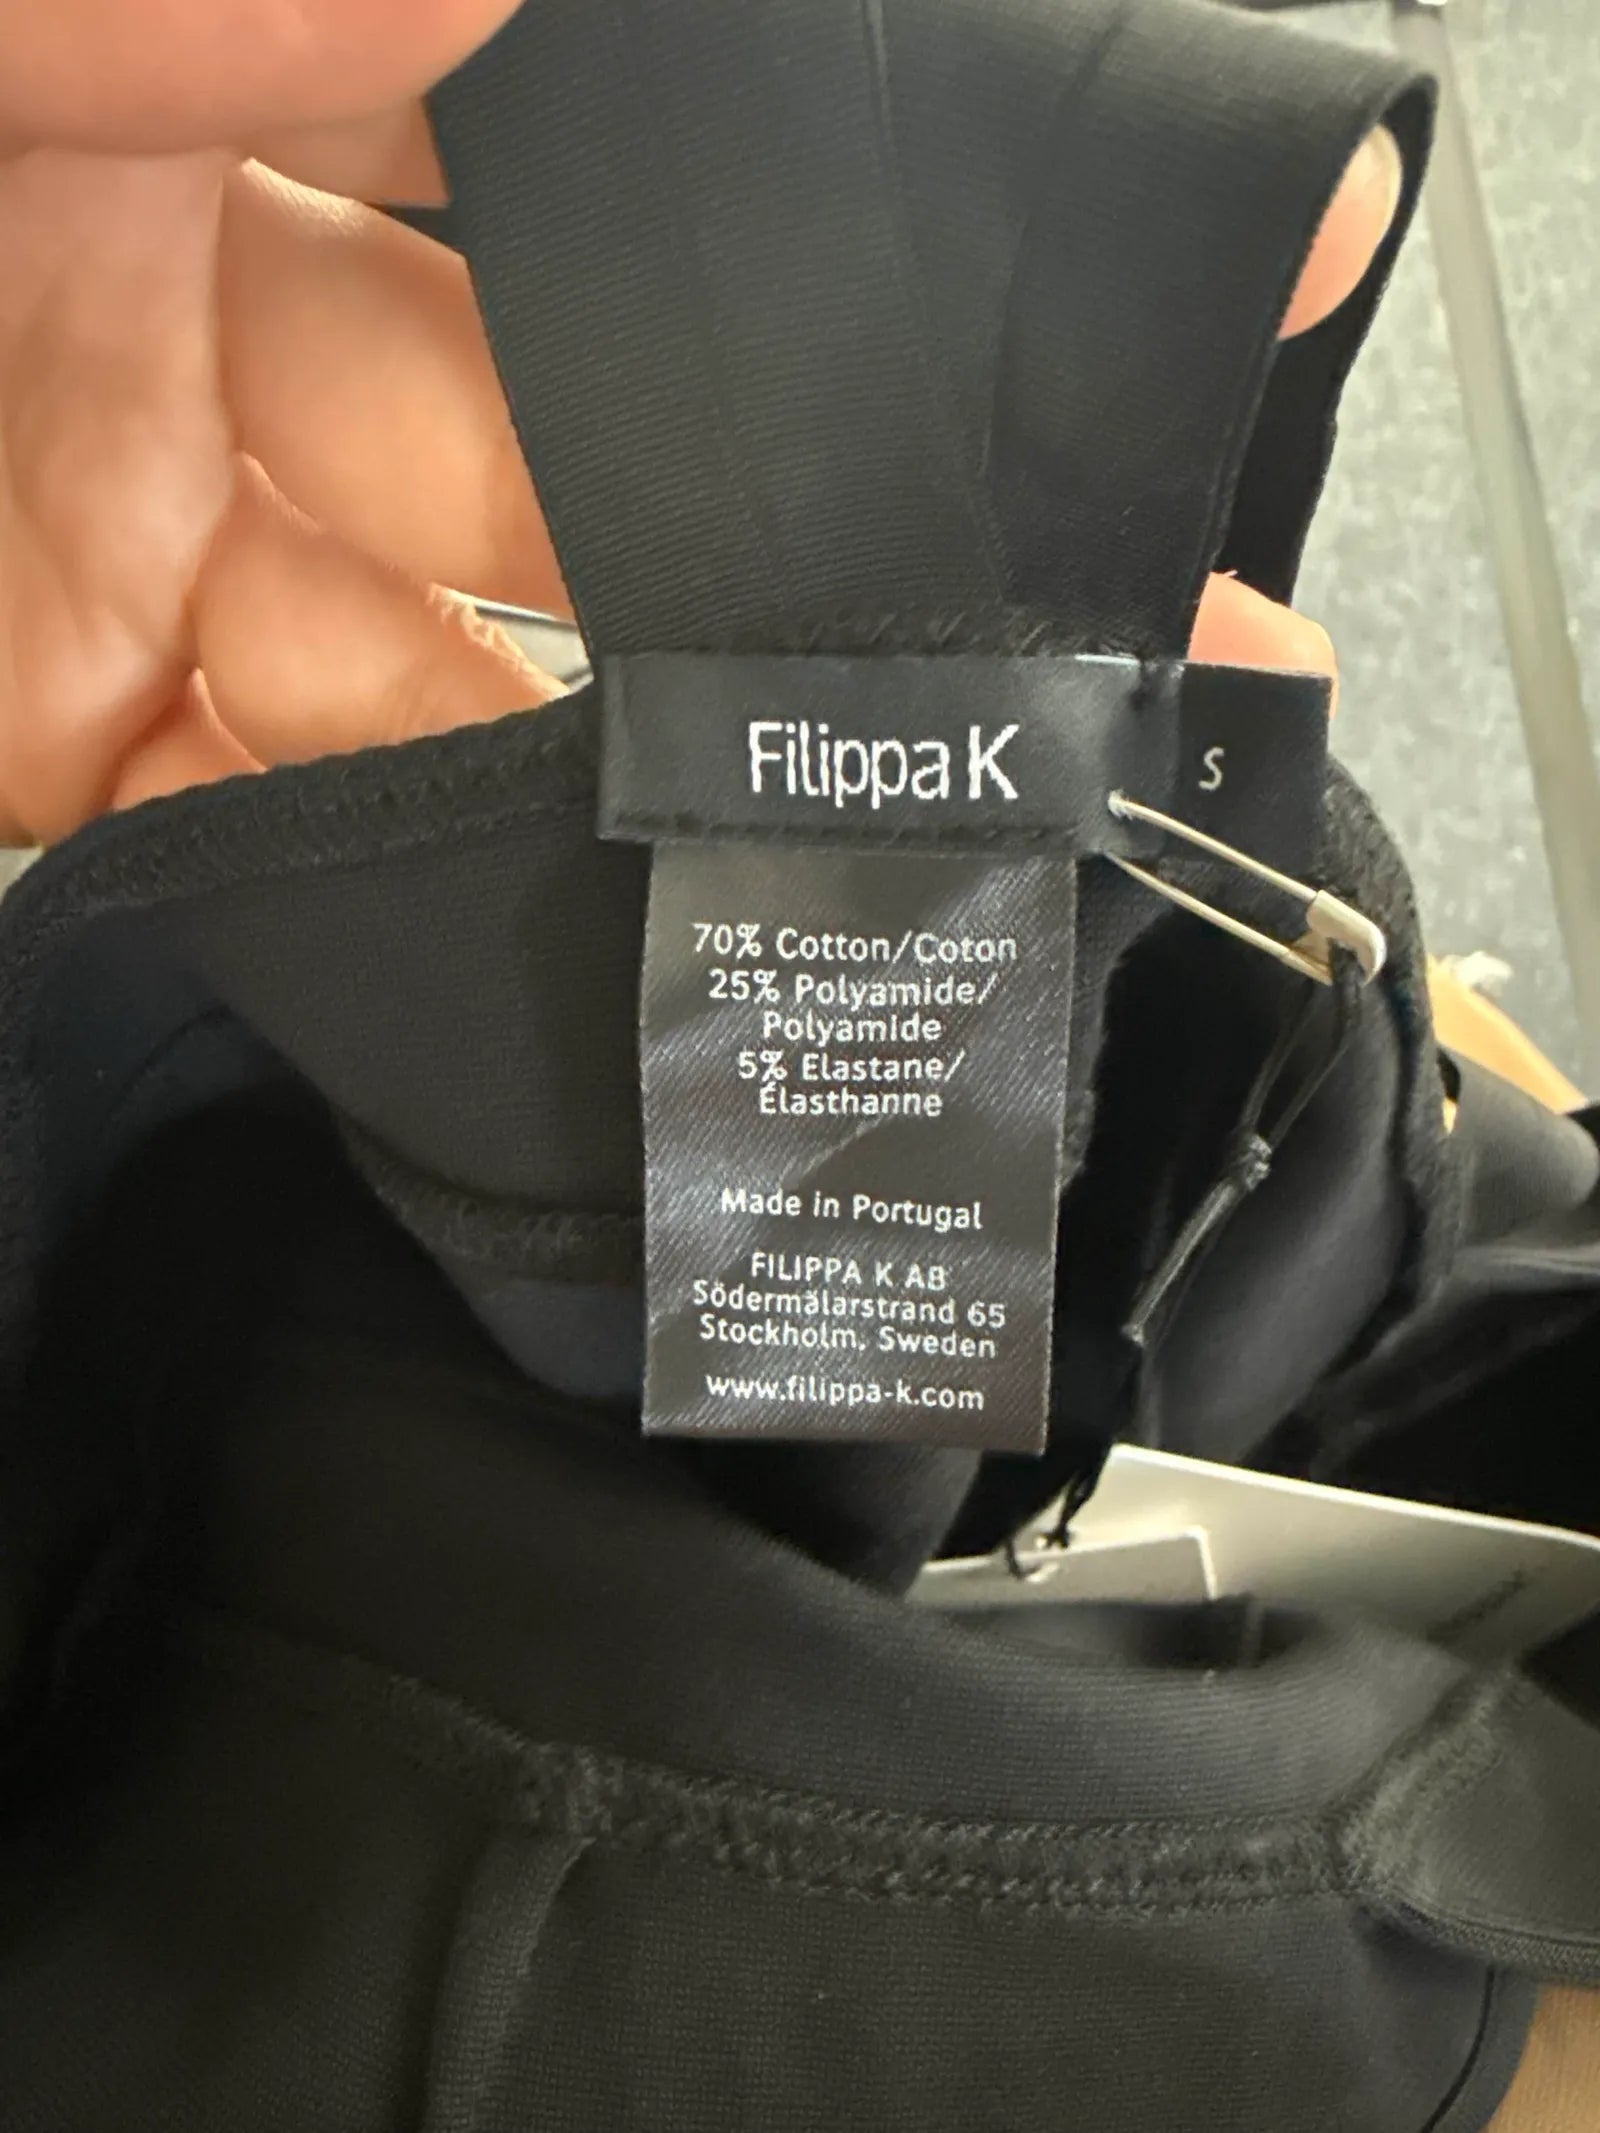 Filippa K
S
70% Cotton/Coton
25% Polyamide/
Polyamide
5% Elastane/
Élasthanne
Made in Portugal
FILIPPA K AB
Södermälarstrand 65
Stockholm, Sweden
www.filippa-k.com